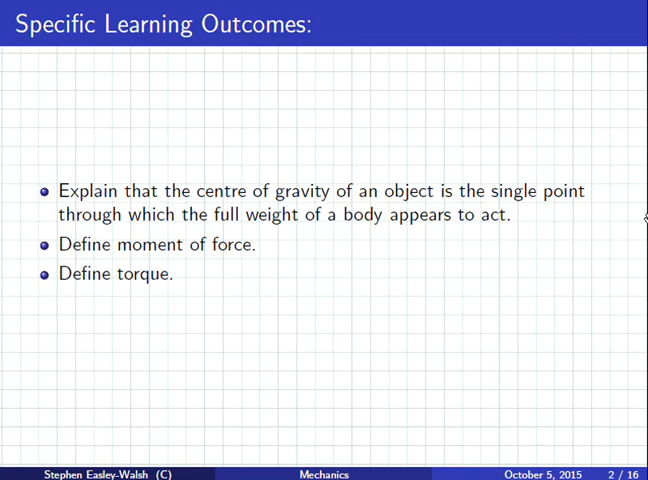 Specific Learning Outcomes:
Explain that the centre of gravity of an object is the single point
through which the full weight of a body appears to act.
Define moment of force.
Define torque.
Stephen Easley-Walsh (C) Mechanics October 5, 2015 2 / 16